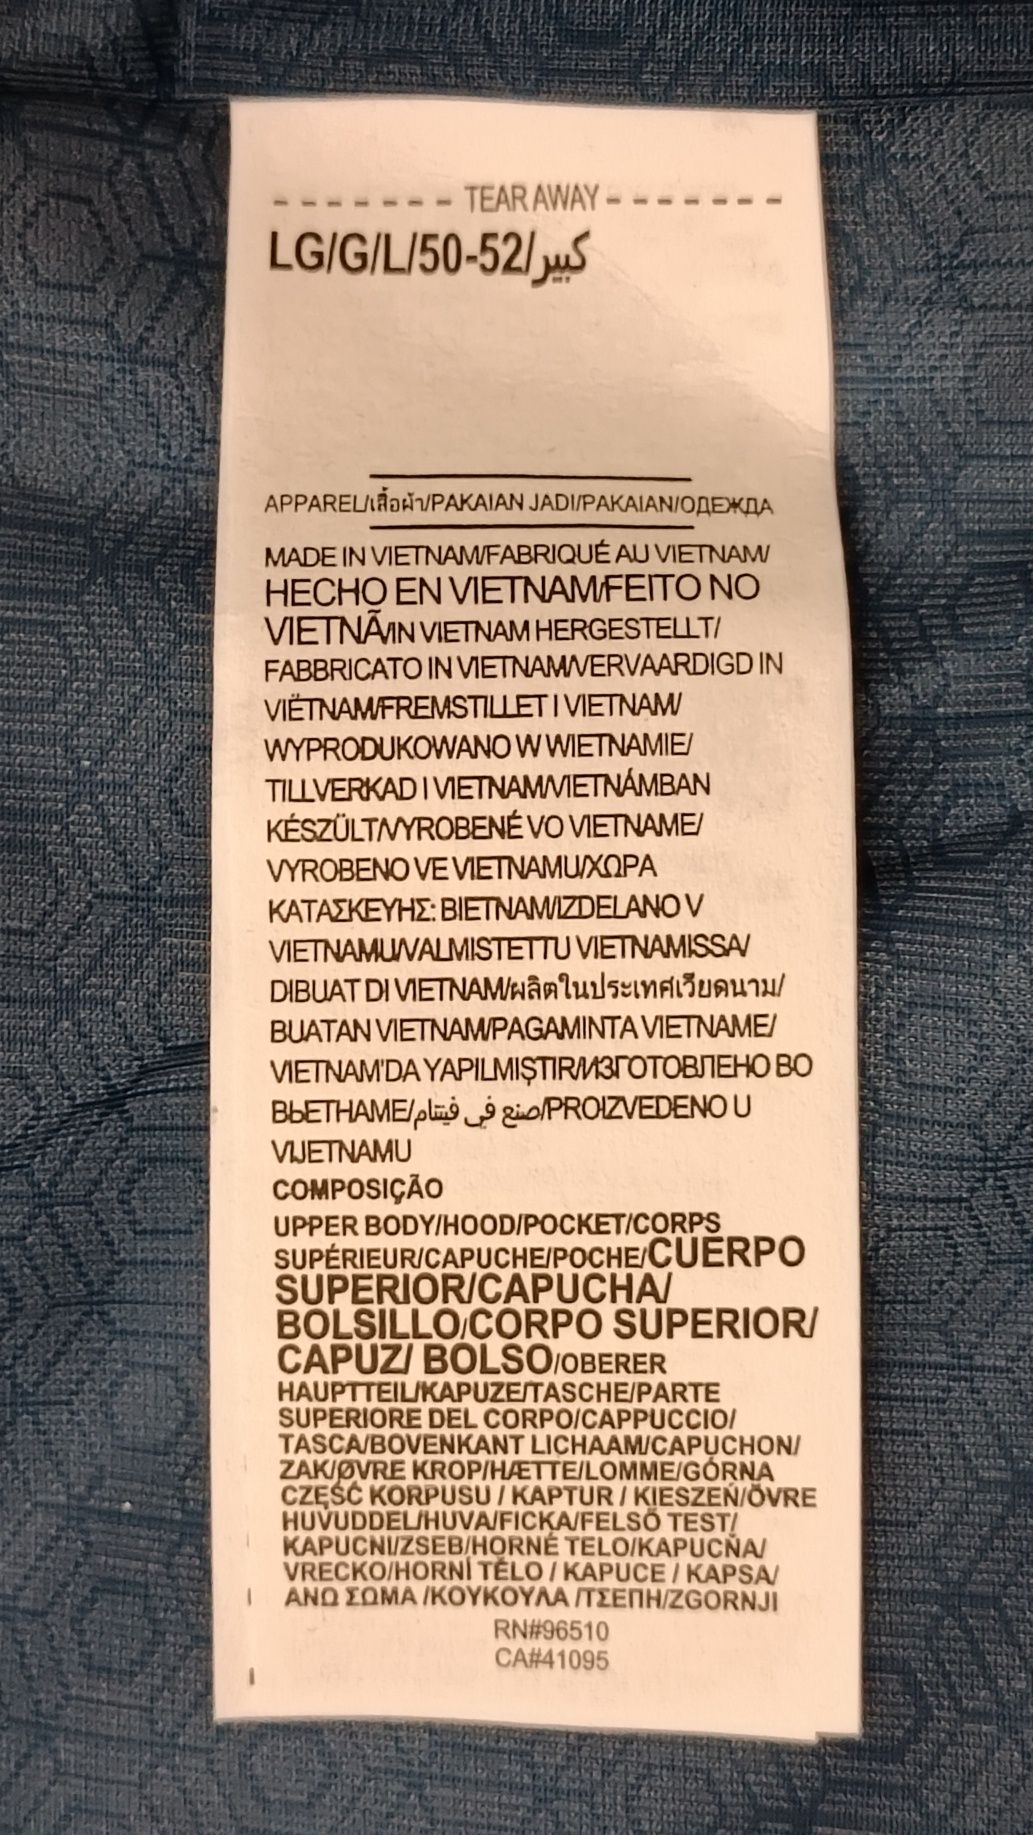 ------- TEAR AWAY -------
LG/G/L/50-52/كبير
APPAREL/เสื้อผ้า/PAKAIAN JADI/PAKAIAN/ОДЕЖДА
MADE IN VIETNAM/FABRIQUÉ AU VIETNAM/
HECHO EN VIETNAM/FEITO NO
VIETNÃ/IN VIETNAM HERGESTELLT/
FABBRICATO IN VIETNAM/VERVAARDIGD IN
VIËTNAM/FREMSTILLET I VIETNAM/
WYPRODUKOWANO W WIETNAMIE/
TILLVERKAD I VIETNAM/VIETNÁMBAN
KÉSZÜLT/VYROBENÉ VO VIETNAME/
VYROBENO VE VIETNAMU/ΧΩΡΑ
ΚΑΤΑΣΚΕΥΗΣ: ΒΙΕΤΝΑΜ/IZDELANO V
VIETNAMU/VALMISTETTU VIETNAMISSA/
DIBUAT DI VIETNAM/ผลิตในประเทศเวียดนาม/
BUATAN VIETNAM/PAGAMINTA VIETNAME/
VIETNAM'DA YAPILMIŞTIR/ИЗГОТОВЛЕНО ВО
ВЬЕТНАМЕ/صنع في فيتنام/PROIZVEDENO U
VIJETNAMU
COMPOSIÇÃO
UPPER BODY/HOOD/POCKET/CORPS
SUPÉRIEUR/CAPUCHE/POCHE/CUERPO
SUPERIOR/CAPUCHA/
BOLSILLO/CORPO SUPERIOR/
CAPUZ/ BOLSO/OBERER
HAUPTTEIL/KAPUZE/TASCHE/PARTE
SUPERIORE DEL CORPO/CAPPUCCIO/
TASCA/BOVENKANT LICHAAM/CAPUCHON/
ZAK/ØVRE KROP/HÆTTE/LOMME/GÓRNA
CZĘŚĆ KORPUSU / KAPTUR / KIESZEŃ/ÖVRE
HUVUDDEL/HUVA/FICKA/FELSŐ TEST/
KAPUCNI/ZSEB/HORNÉ TELO/KAPUCŇA/
VRECKO/HORNÍ TĚLO / KAPUCE / KAPSA/
ΑΝΩ ΣΩΜΑ /ΚΟΥΚΟΥΛΑ /ΤΣΕΠΗ/ZGORNJI
RN#96510
CA#41095